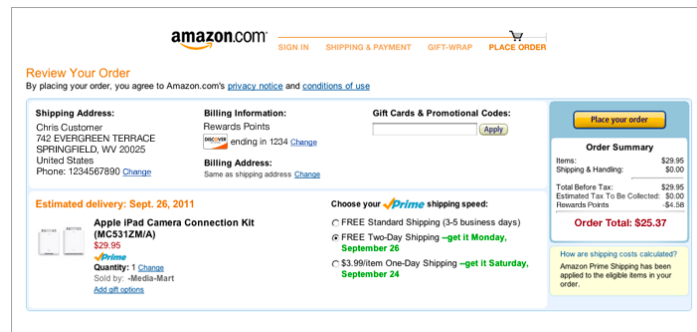 amazon.com
SIGN IN SHIPPING & PAYMENT GIFT-WRAP PLACE ORDER
Review Your Order
By placing your order, you agree to Amazon.com's privacy notice and conditions of use
Shipping Address:
Chris Customer
742 EVERGREEN TERRACE
SPRINGFIELD, WV 20025
United States
Phone: 1234567890 Change
Billing Information:
Rewards Points
DISCOVER ending in 1234 Change
Billing Address:
Same as shipping address Change
Gift Cards & Promotional Codes:
Apply
Place your order
Order Summary
Items: $29.95
Shipping & Handling: $0.00
Total Before Tax: $29.95
Estimated Tax To Be Collected: $0.00
Rewards Points -$4.58
Order Total: $25.37
How are shipping costs calculated?
Amazon Prime Shipping has been
applied to the eligible items in your
order.
Estimated delivery: Sept. 26, 2011
Apple iPad Camera Connection Kit
(MC531ZM/A)
$29.95
Prime
Quantity: 1 Change
Sold by: -Media-Mart
Add gift options
Choose your Prime shipping speed:
FREE Standard Shipping (3-5 business days)
FREE Two-Day Shipping --get it Monday,
September 26
$3.99/item One-Day Shipping --get it Saturday,
September 24